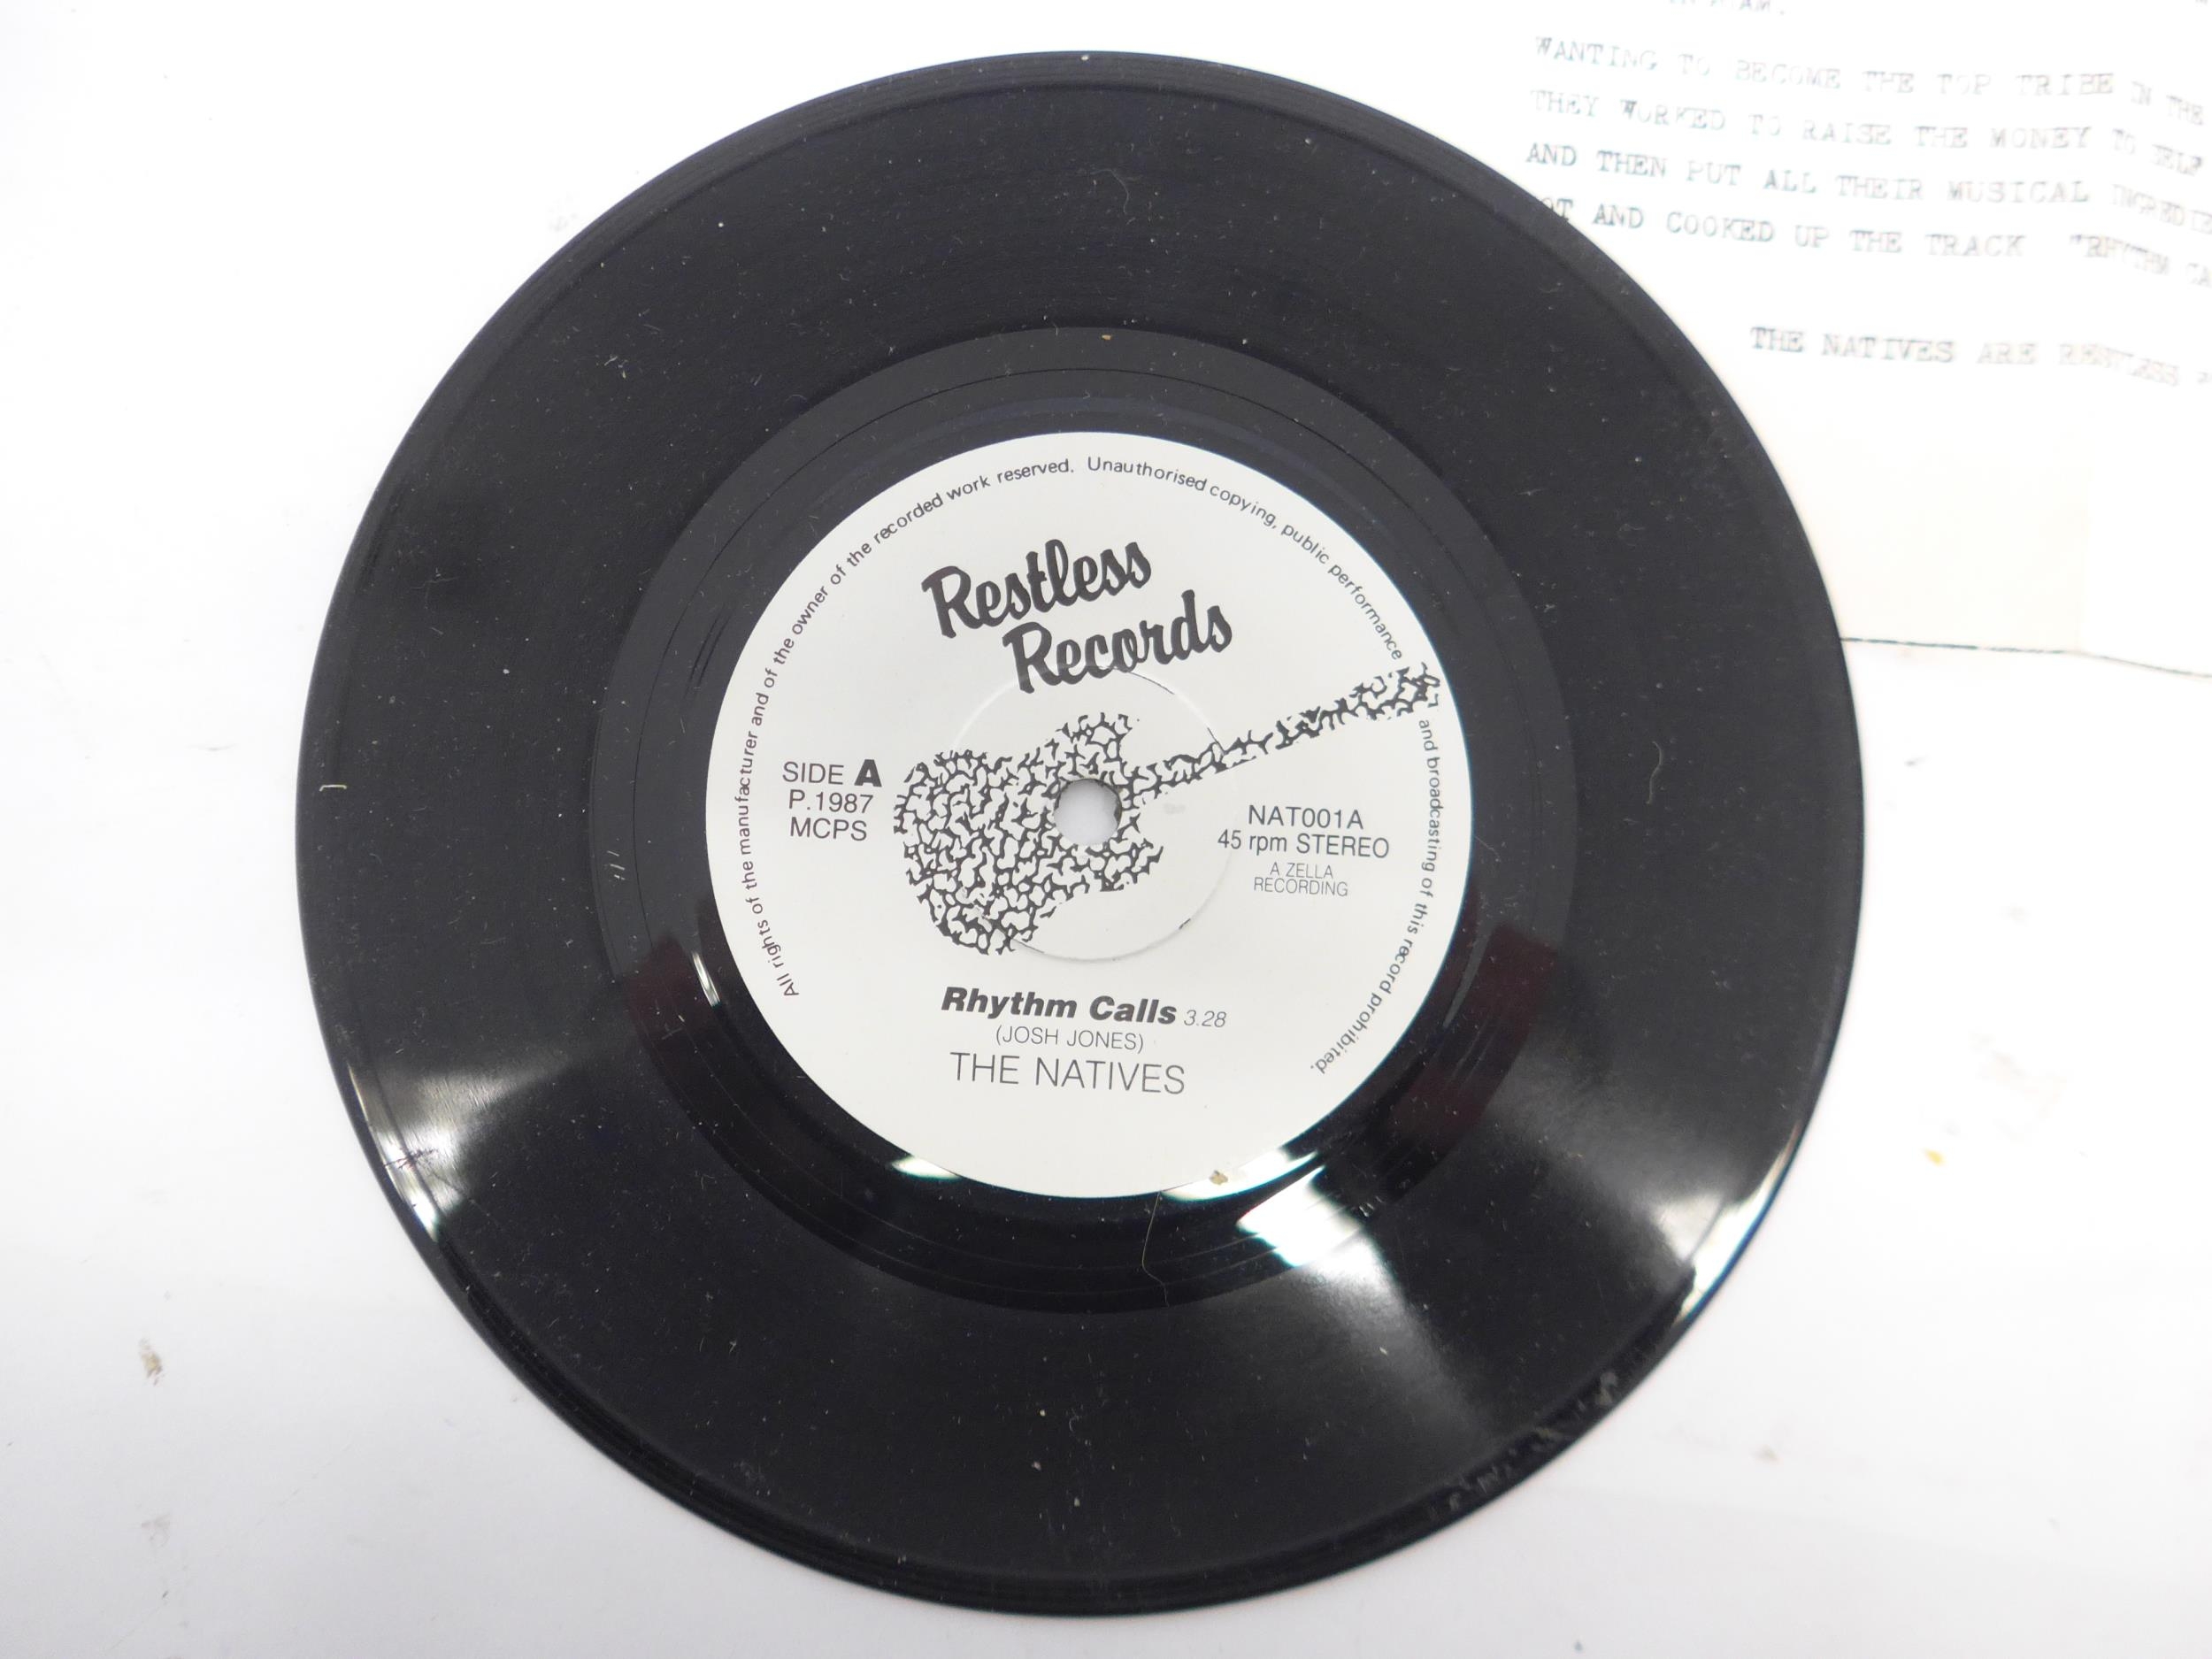 WANTING TO BECOME THE TOP TRIBE IN THE
THEY WORKED TO RAISE THE MONEY TO SELF
AND THEN PUT ALL THEIR MUSICAL
AND COOKED UP THE TRACK "RHYTHM
THE NATIVES ARE RESTLESS
All rights of the manufacturer and of the owner of the recorded work reserved. Unauthorised copying, public performance and broadcasting of this record prohibited.
Restless
Records
SIDE A
P.1987
MCPS
NAT001A
45 rpm STEREO
A ZELLA
RECORDING
Rhythm Calls 3.28
(JOSH JONES)
THE NATIVES